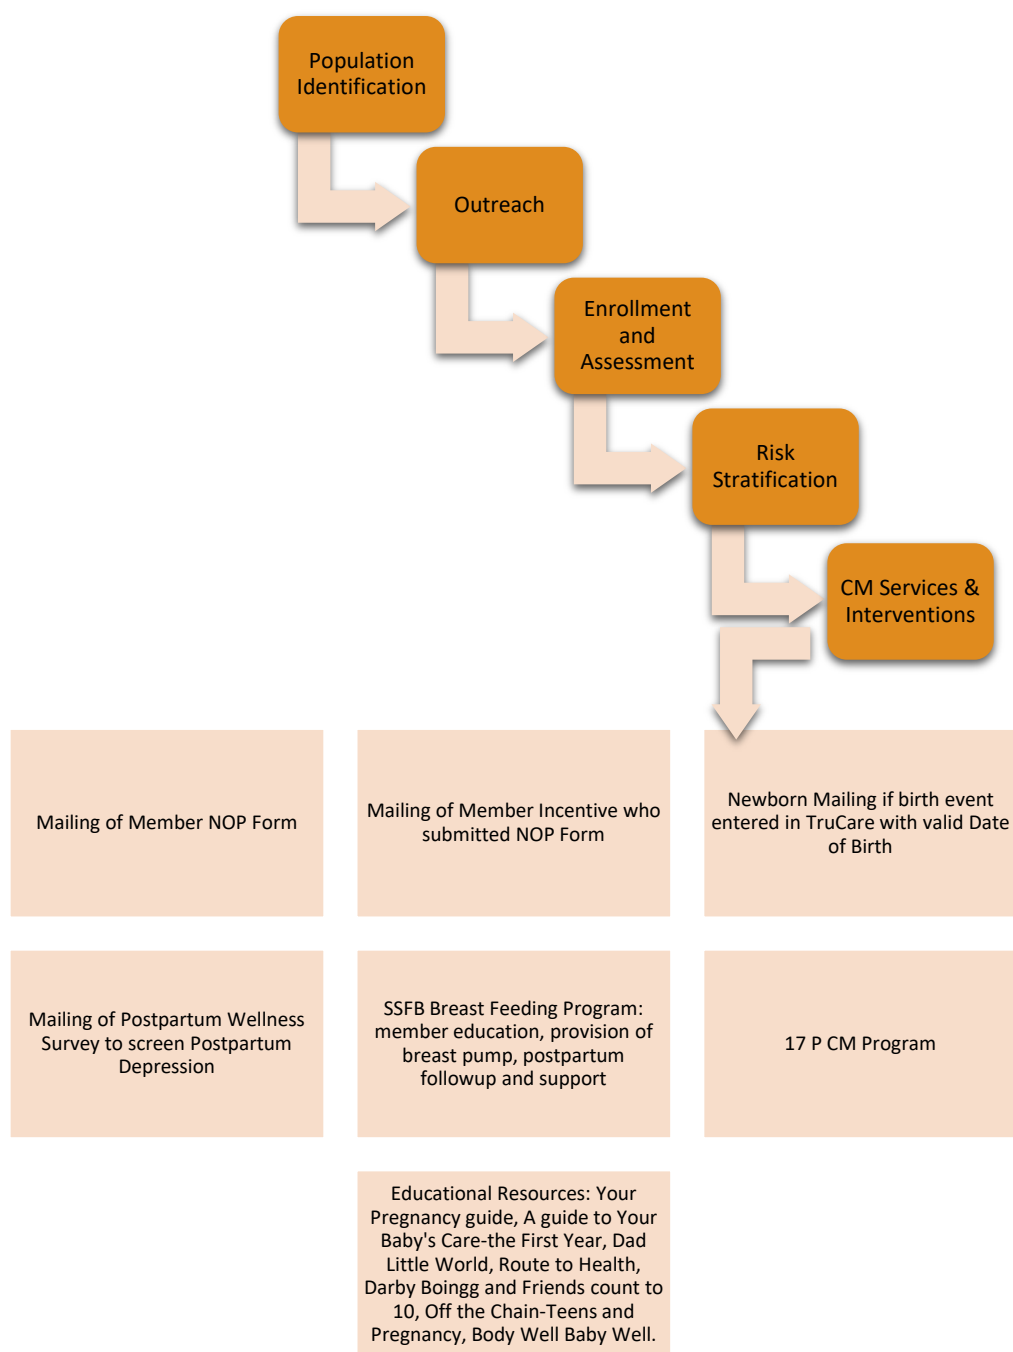 Population
Identification
Outreach
Enrollment
and
Assessment
Risk
Stratification
CM Services &
Interventions
Mailing of Member NOP Form
Mailing of Member Incentive who
submitted NOP Form
Newborn Mailing if birth event
entered in TruCare with valid Date
of Birth
Mailing of Postpartum Wellness
Survey to screen Postpartum
Depression
SSFB Breast Feeding Program:
member education, provision of
breast pump, postpartum
followup and support
17 P CM Program
Educational Resources: Your
Pregnancy guide, A guide to Your
Baby's Care-the First Year, Dad
Little World, Route to Health,
Darby Boingg and Friends count to
10, Off the Chain-Teens and
Pregnancy, Body Well Baby Well.